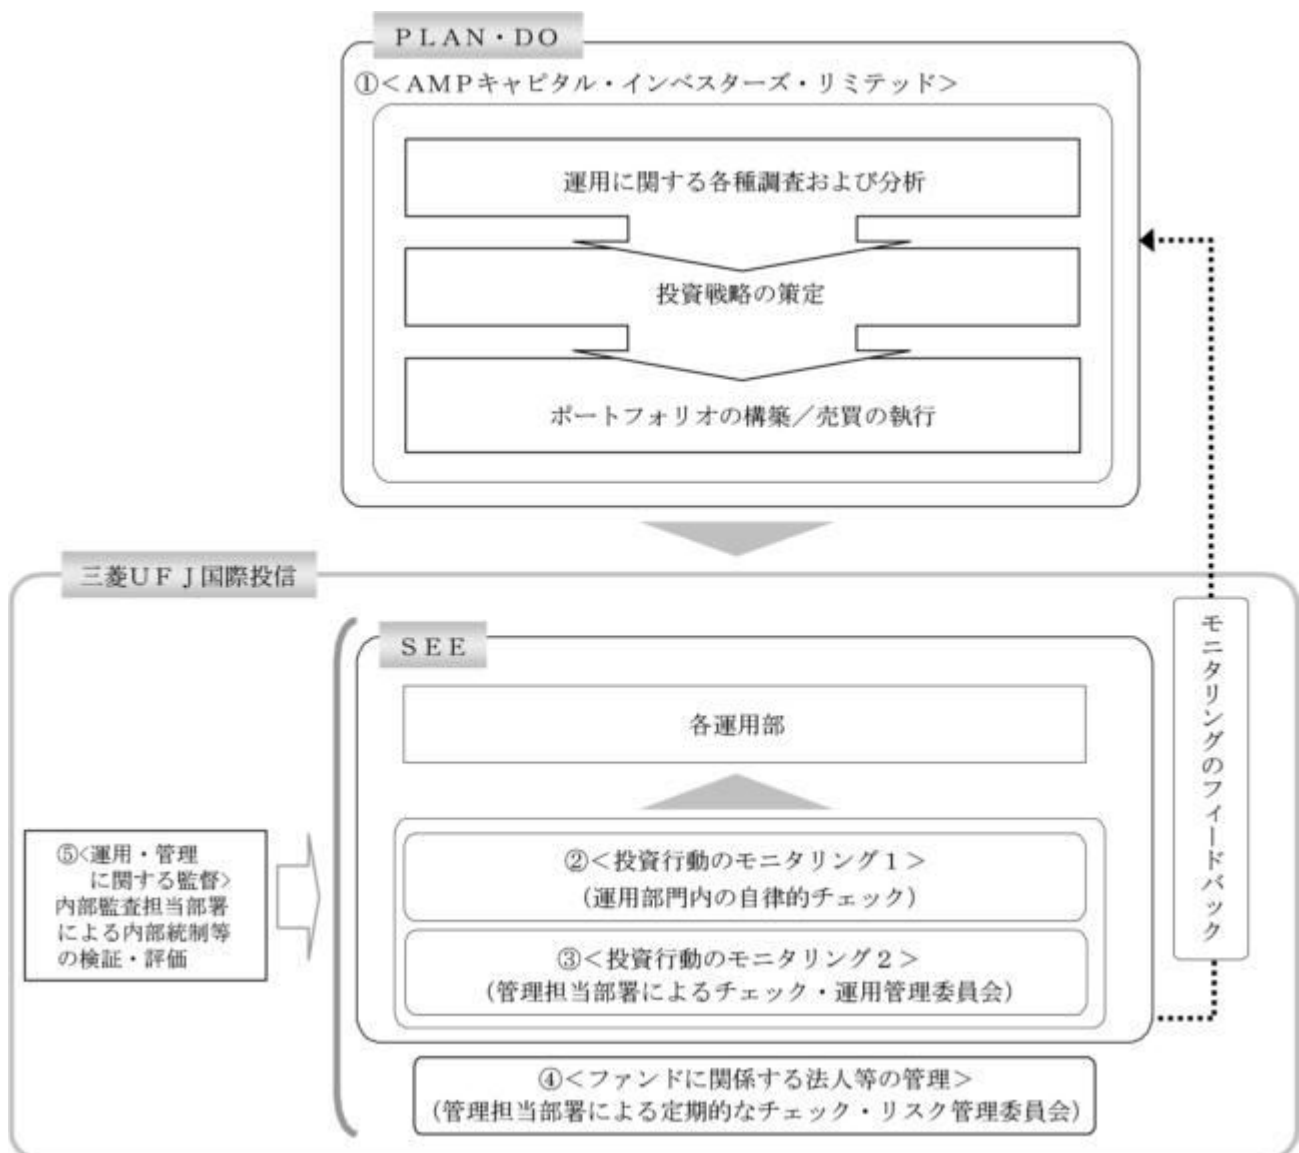 ＰＬＡＮ・ＤＯ
①＜ＡＭＰキャピタル・インベスターズ・リミテッド＞
運用に関する各種調査および分析
投資戦略の策定
ポートフォリオの構築／売買の執行
三菱ＵＦＪ国際投信
ＳＥＥ
各運用部
②＜投資行動のモニタリング１＞
（運用部門内の自律的チェック）
③＜投資行動のモニタリング２＞
（管理担当部署によるチェック・運用管理委員会）
④＜ファンドに関係する法人等の管理＞
（管理担当部署による定期的なチェック・リスク管理委員会）
⑤<運用・管理
に関する監督>
内部監査担当部署
による内部統制等
の検証・評価
モニタリングのフィードバック